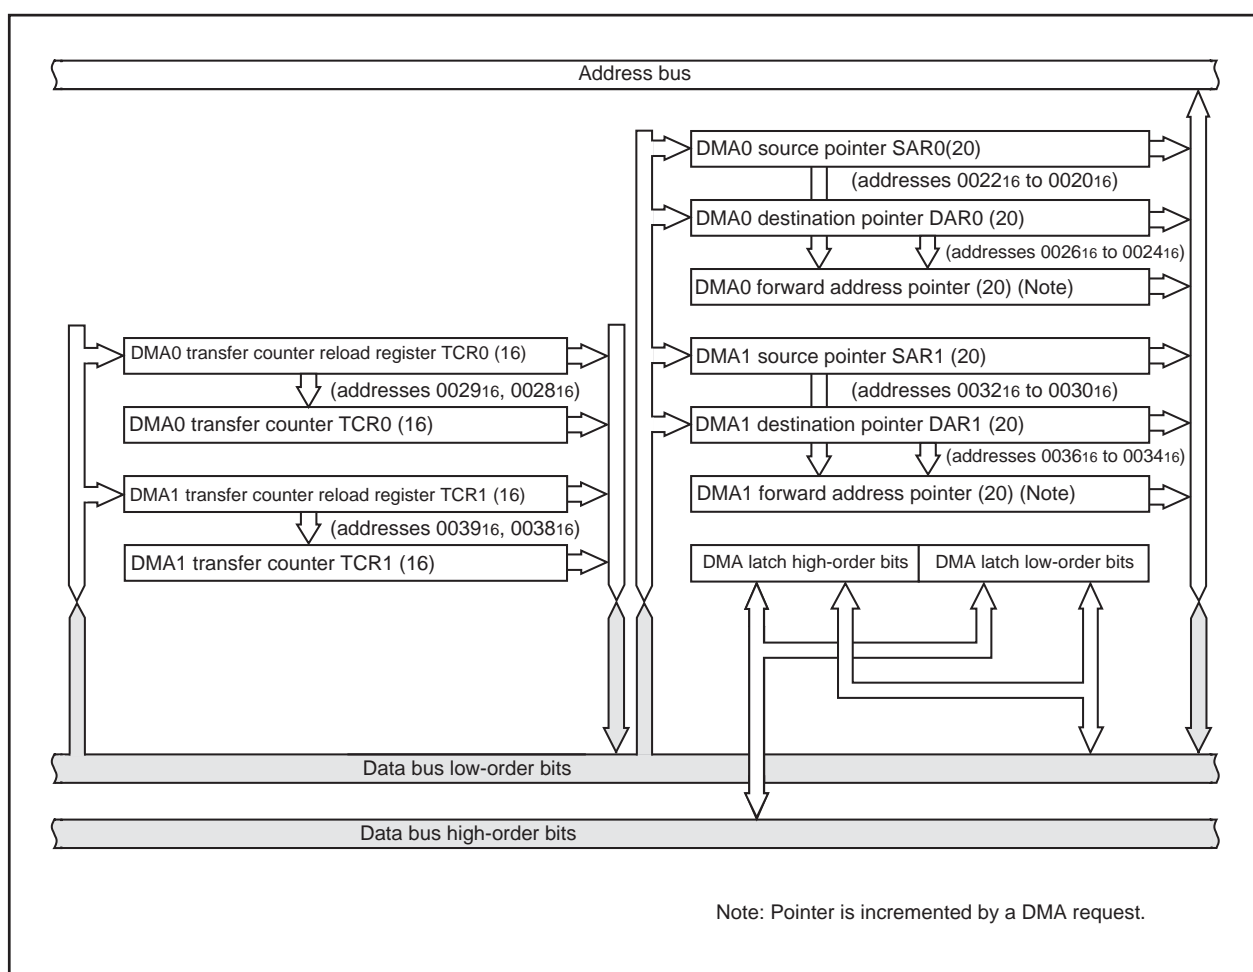 Address bus
DMA0 source pointer SAR0(20)
(addresses 002216 to 002016)
DMA0 destination pointer DAR0 (20)
(addresses 002616 to 002416)
DMA0 forward address pointer (20) (Note)
DMA0 transfer counter reload register TCR0 (16)
(addresses 002916, 002816)
DMA0 transfer counter TCR0 (16)
DMA1 transfer counter reload register TCR1 (16)
(addresses 003916, 003816)
DMA1 transfer counter TCR1 (16)
DMA1 source pointer SAR1 (20)
(addresses 003216 to 003016)
DMA1 destination pointer DAR1 (20)
(addresses 003616 to 003416)
DMA1 forward address pointer (20) (Note)
DMA latch high-order bits
DMA latch low-order bits
Data bus low-order bits
Data bus high-order bits
Note: Pointer is incremented by a DMA request.